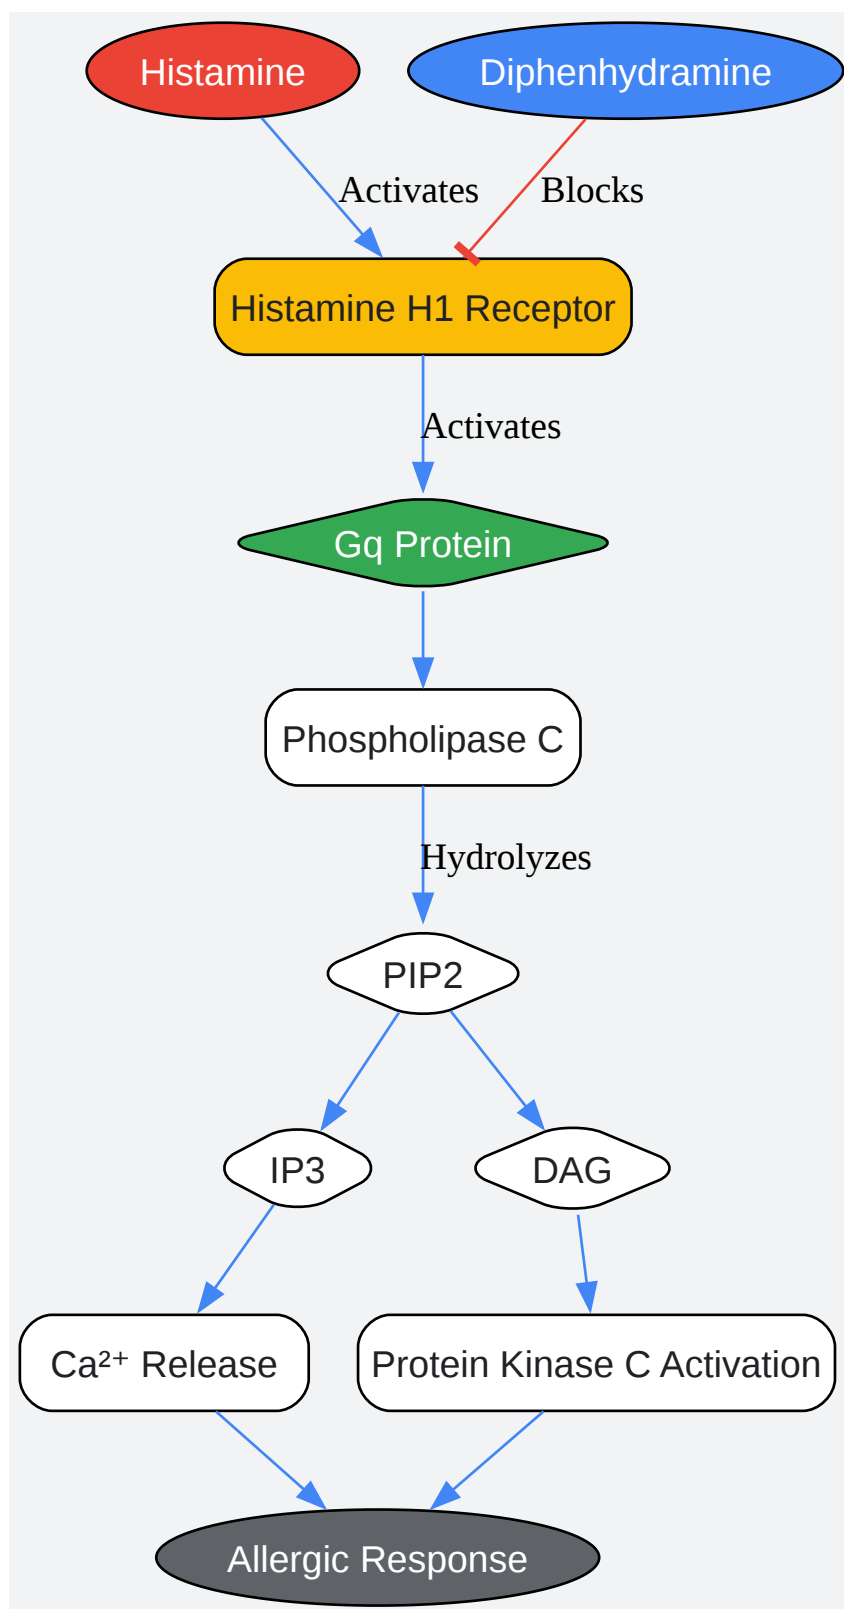 Histamine
Diphenhydramine
Activates
Blocks
Histamine H1 Receptor
Activates
Gq Protein
Phospholipase C
Hydrolyzes
PIP2
IP3
DAG
Ca²⁺ Release
Protein Kinase C Activation
Allergic Response